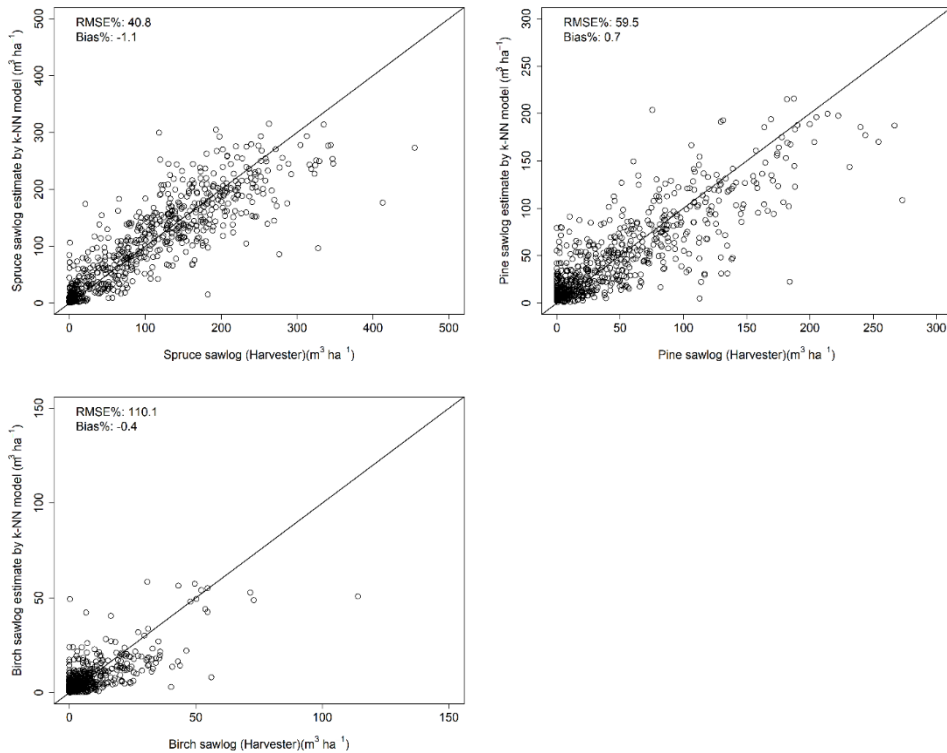 RMSE%: 40.8
Bias%: -1.1
Spruce sawlog estimate by k-NN model (m³ ha⁻¹)
500
400
300
200
100
0
0 100 200 300 400 500
Spruce sawlog (Harvester)(m³ ha⁻¹)
RMSE%: 59.5
Bias%: 0.7
Pine sawlog estimate by k-NN model (m³ ha⁻¹)
300
250
200
150
100
50
0
0 50 100 150 200 250 300
Pine sawlog (Harvester)(m³ ha⁻¹)
RMSE%: 110.1
Bias%: -0.4
Birch sawlog estimate by k-NN model (m³ ha⁻¹)
150
100
50
0
0 50 100 150
Birch sawlog (Harvester)(m³ ha⁻¹)